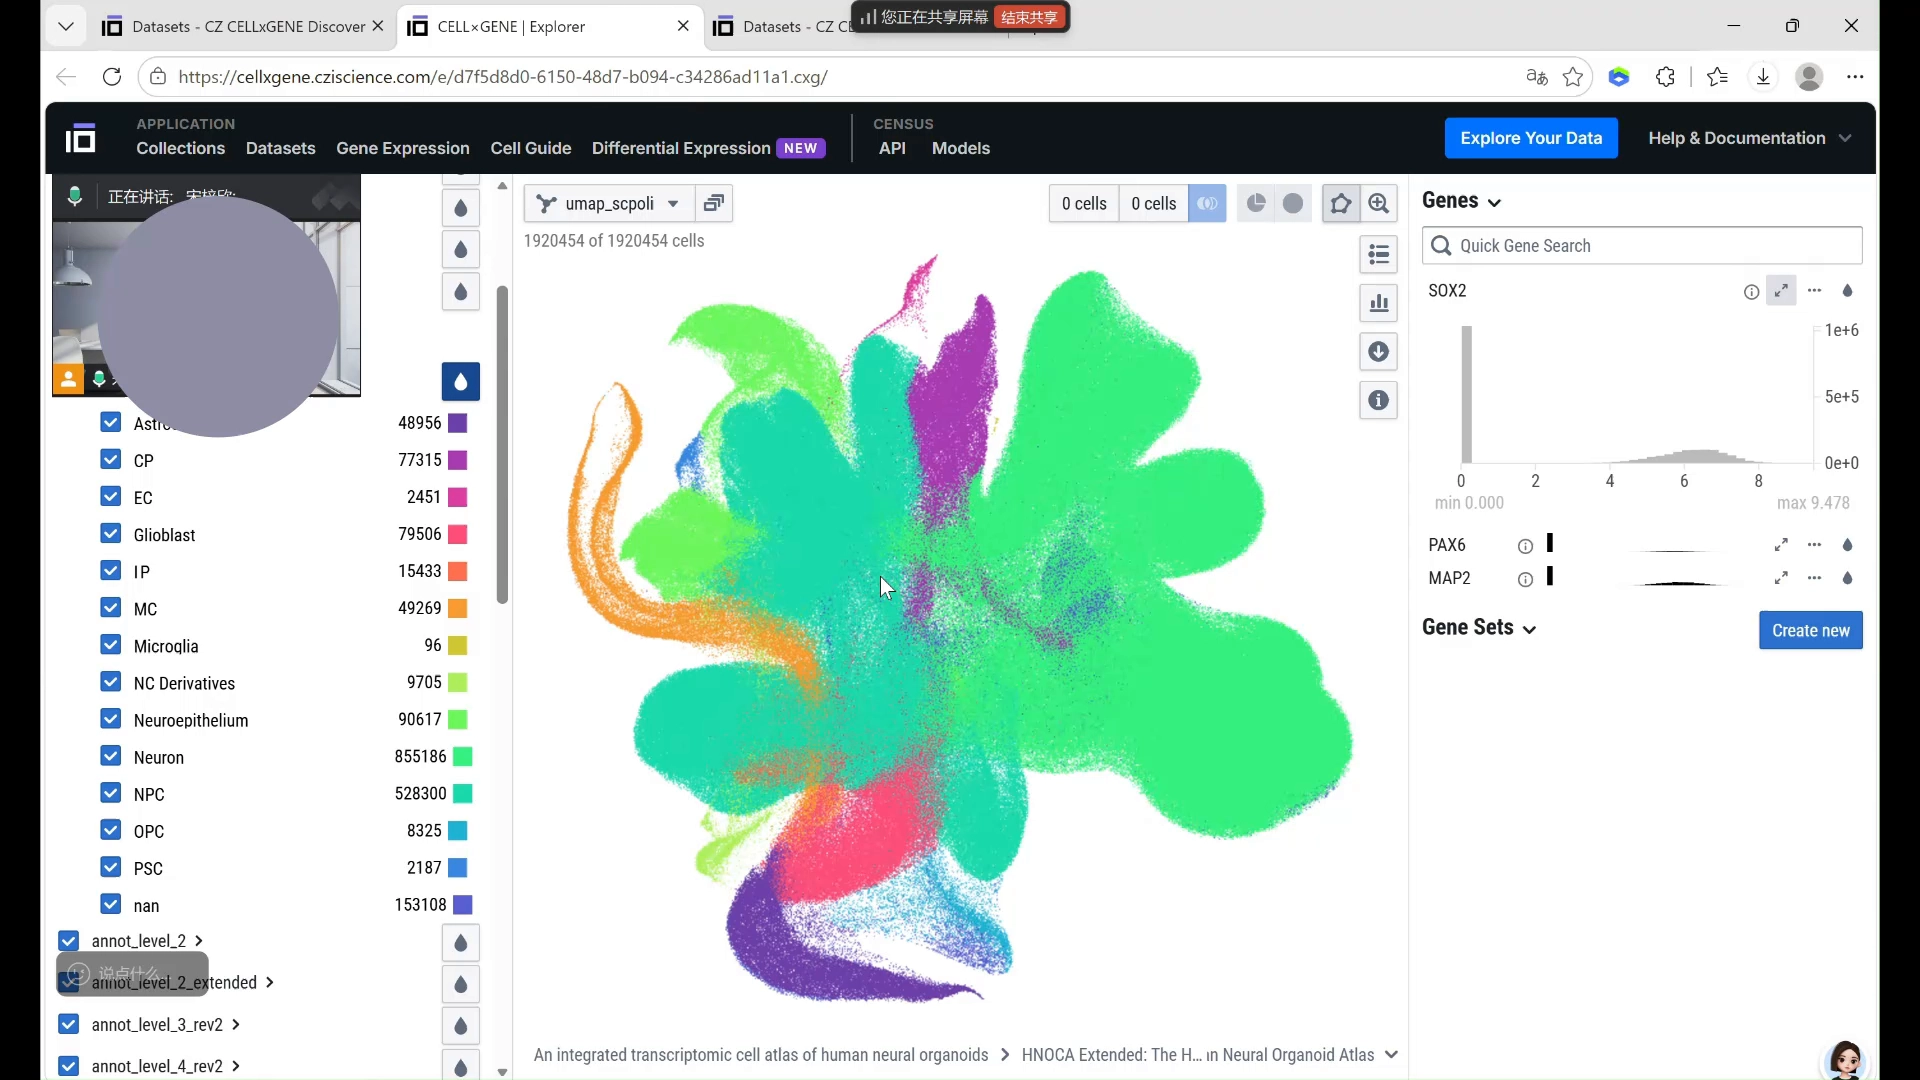 Datasets - CZ CELLxGENE Discover
CELL×GENE | Explorer
Datasets - CZ CE
您正在共享屏幕
结束共享
https://cellxgene.cziscience.com/e/d7f5d8d0-6150-48d7-b094-c34286ad11a1.cxg/
APPLICATION
Collections Datasets Gene Expression Cell Guide Differential Expression NEW
CENSUS
API Models
Explore Your Data
Help & Documentation
正在讲话:
Astro
48956
CP 77315
EC 2451
Glioblast 79506
IP 15433
MC 49269
Microglia 96
NC Derivatives 9705
Neuroepithelium 90617
Neuron 855186
NPC 528300
OPC 8325
PSC 2187
nan 153108
annot_level_2
说点什么...
annot_level_2_extended
annot_level_3_rev2
annot_level_4_rev2
umap_scpoli
1920454 of 1920454 cells
0 cells 0 cells
An integrated transcriptomic cell atlas of human neural organoids
HNOCA Extended: The H... in Neural Organoid Atlas
Genes
Quick Gene Search
SOX2
1e+6
5e+5
0e+0
0 2 4 6 8
min 0.000 max 9.478
PAX6
MAP2
Gene Sets
Create new